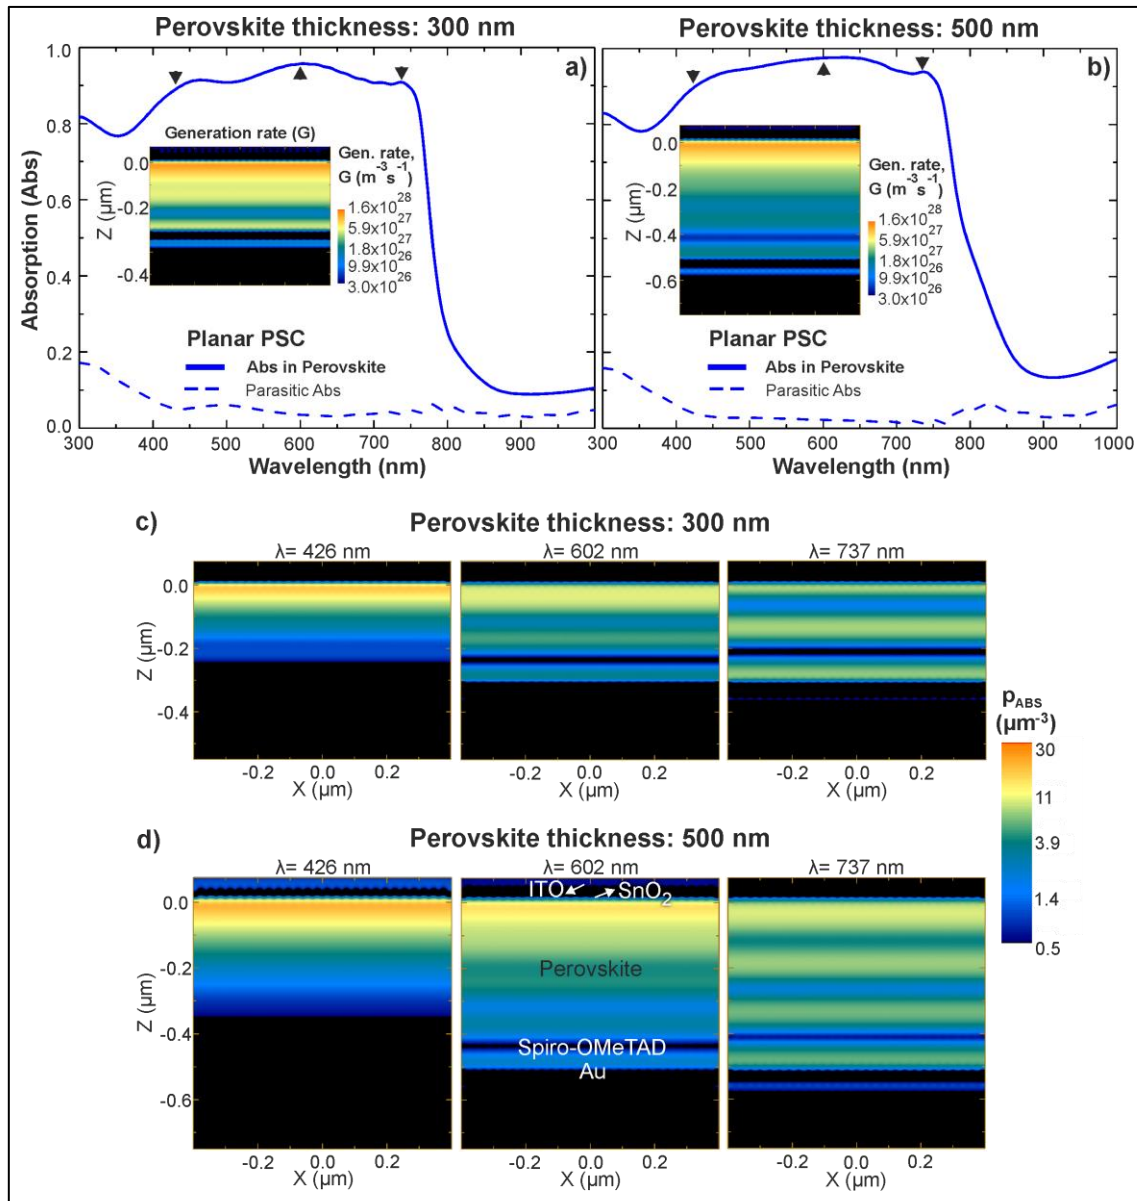 Perovskite thickness: 300 nm
Perovskite thickness: 500 nm
Absorption (Abs)
1.0
0.8
0.6
0.4
0.2
0.0
a)
Generation rate (G)
Z (µm)
0.0
-0.2
-0.4
Gen. rate,
G (m⁻³s⁻¹)
1.6x10²⁸
5.9x10²⁷
1.8x10²⁷
9.9x10²⁶
3.0x10²⁶
Planar PSC
Abs in Perovskite
Parasitic Abs
300 400 500 600 700 800 900
Wavelength (nm)
b)
Z (µm)
0.0
-0.2
-0.4
-0.6
Gen. rate,
G (m⁻³s⁻¹)
1.6x10²⁸
5.9x10²⁷
1.8x10²⁷
9.9x10²⁶
3.0x10²⁶
Planar PSC
Abs in Perovskite
Parasitic Abs
300 400 500 600 700 800 900 1000
Wavelength (nm)
c)
Perovskite thickness: 300 nm
λ= 426 nm
λ= 602 nm
λ= 737 nm
Z (µm)
0.0
-0.2
-0.4
-0.2 0.0 0.2
X (µm)
-0.2 0.0 0.2
X (µm)
-0.2 0.0 0.2
X (µm)
pABS
(µm⁻³)
30
11
3.9
1.4
0.5
d)
Perovskite thickness: 500 nm
λ= 426 nm
λ= 602 nm
λ= 737 nm
Z (µm)
0.0
-0.2
-0.4
-0.6
ITO SnO₂
Perovskite
Spiro-OMeTAD
Au
-0.2 0.0 0.2
X (µm)
-0.2 0.0 0.2
X (µm)
-0.2 0.0 0.2
X (µm)